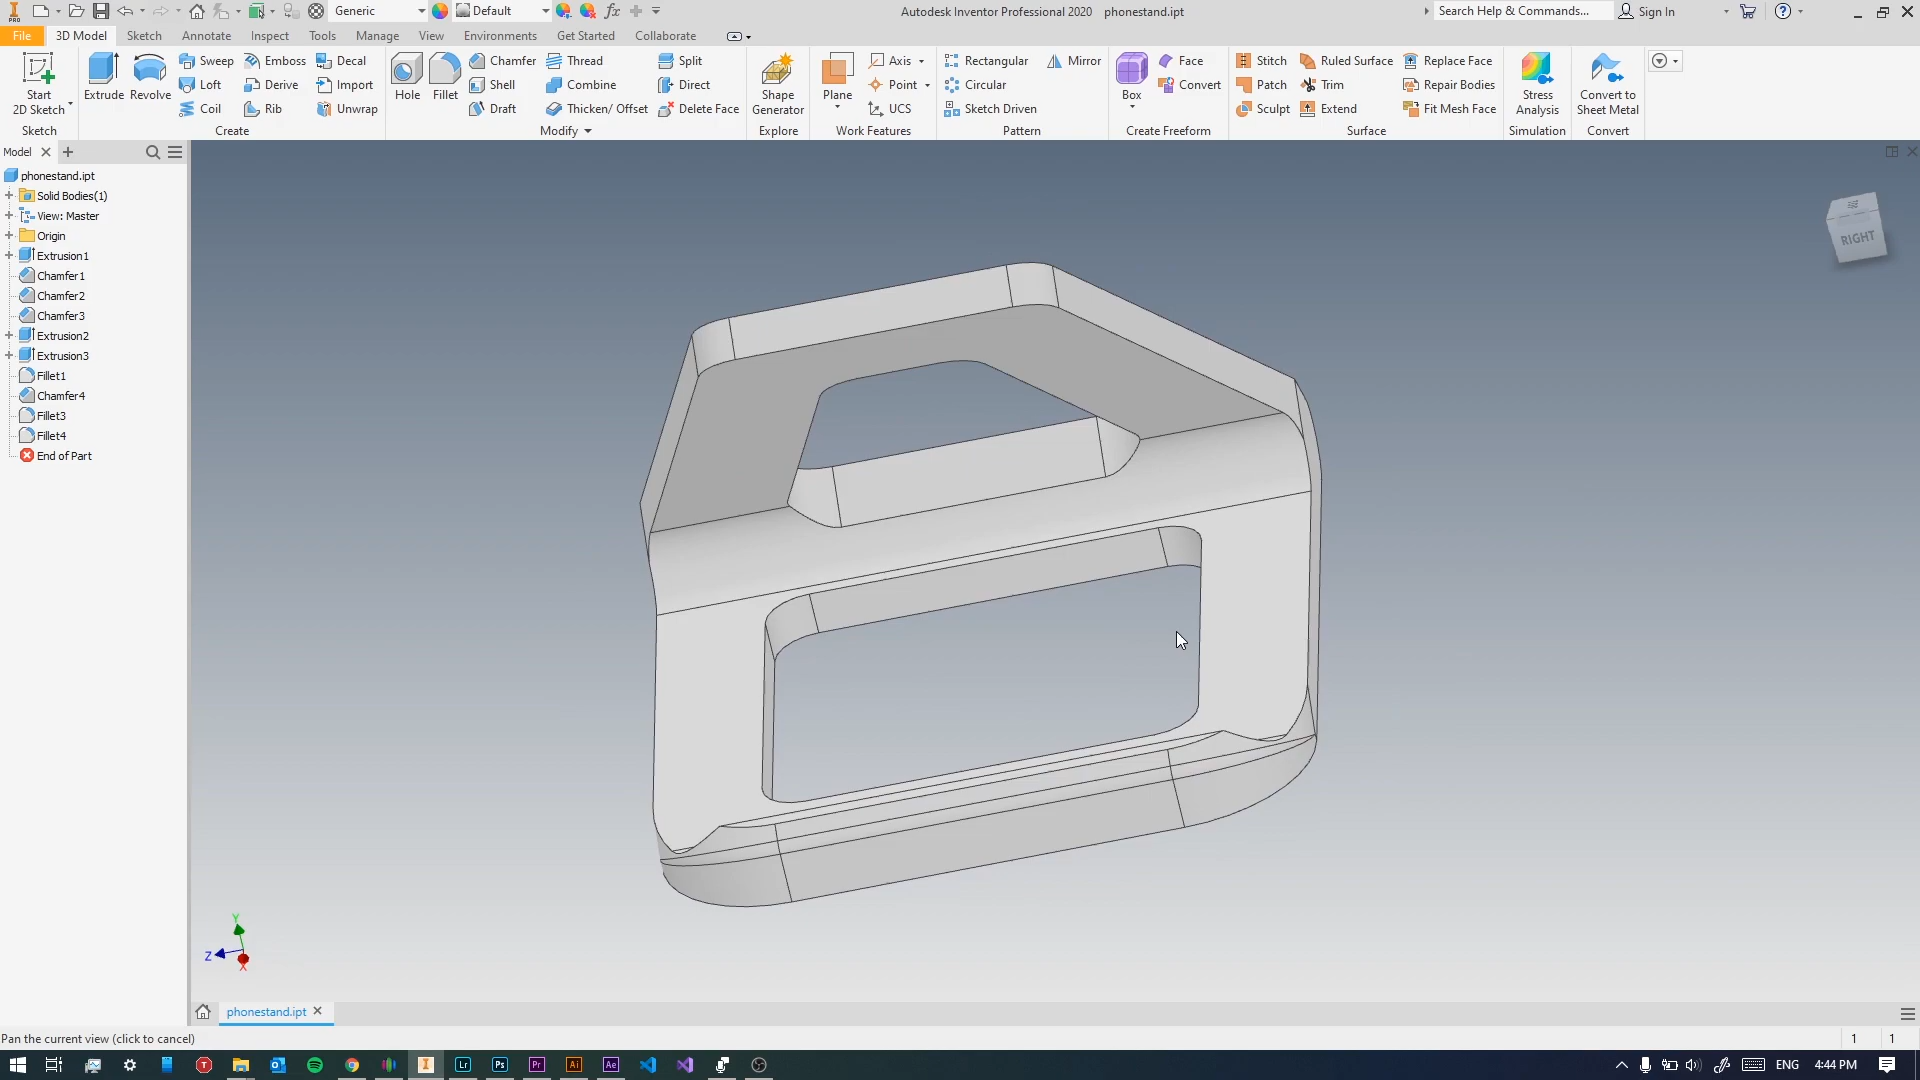 PRO Generic Default fx Autodesk Inventor Professional 2020 phonestand.ipt Search Help & Commands... Sign In
File 3D Model Sketch Annotate Inspect Tools Manage View Environments Get Started Collaborate
Start 2D Sketch
Sketch
Extrude Revolve
Sweep Emboss Decal
Loft Derive Import
Coil Rib Unwrap
Create
Hole Fillet
Chamfer Thread Split
Shell Combine Direct
Draft Thicken/ Offset Delete Face
Modify
Shape Generator
Explore
Plane
Axis
Point
UCS
Work Features
Rectangular Mirror
Circular
Sketch Driven
Pattern
Box
Face
Convert
Create Freeform
Stitch Ruled Surface Replace Face
Patch Trim Repair Bodies
Sculpt Extend Fit Mesh Face
Surface
Stress Analysis
Simulation
Convert to Sheet Metal
Convert
Model
phonestand.ipt
Solid Bodies(1)
View: Master
Origin
Extrusion1
Chamfer1
Chamfer2
Chamfer3
Extrusion2
Extrusion3
Fillet1
Chamfer4
Fillet3
Fillet4
End of Part
RIGHT
Y
Z
X
phonestand.ipt
Pan the current view (click to cancel) 1 1
T I Lr Ps Pr Ai Ae ENG 4:44 PM